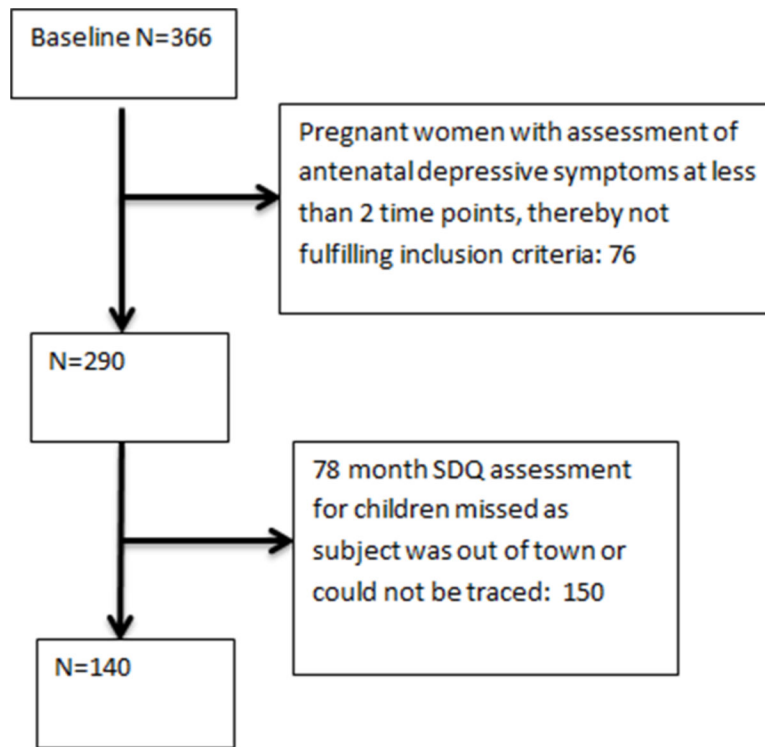 Baseline N=366
Pregnant women with assessment of
antenatal depressive symptoms at less
than 2 time points, thereby not
fulfilling inclusion criteria: 76
N=290
78 month SDQ assessment
for children missed as
subject was out of town or
could not be traced: 150
N=140